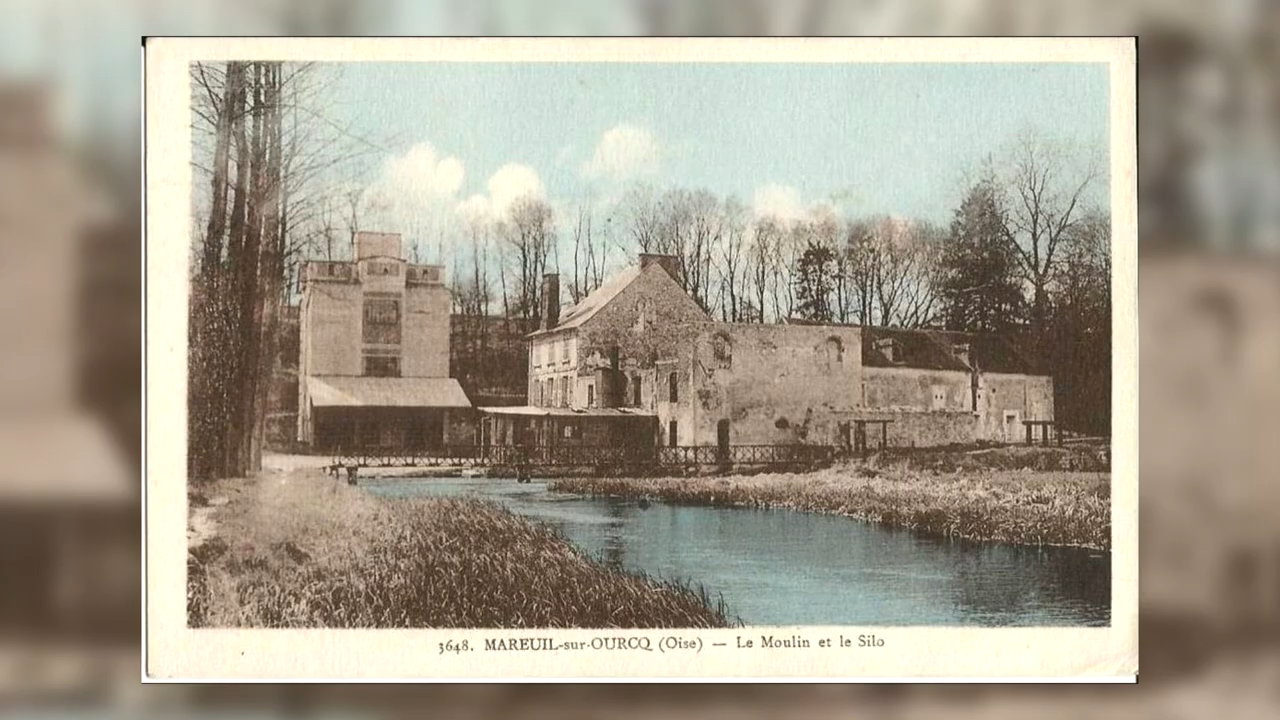 3648. MAREUIL-sur-OURCQ (Oise) — Le Moulin et le Silo